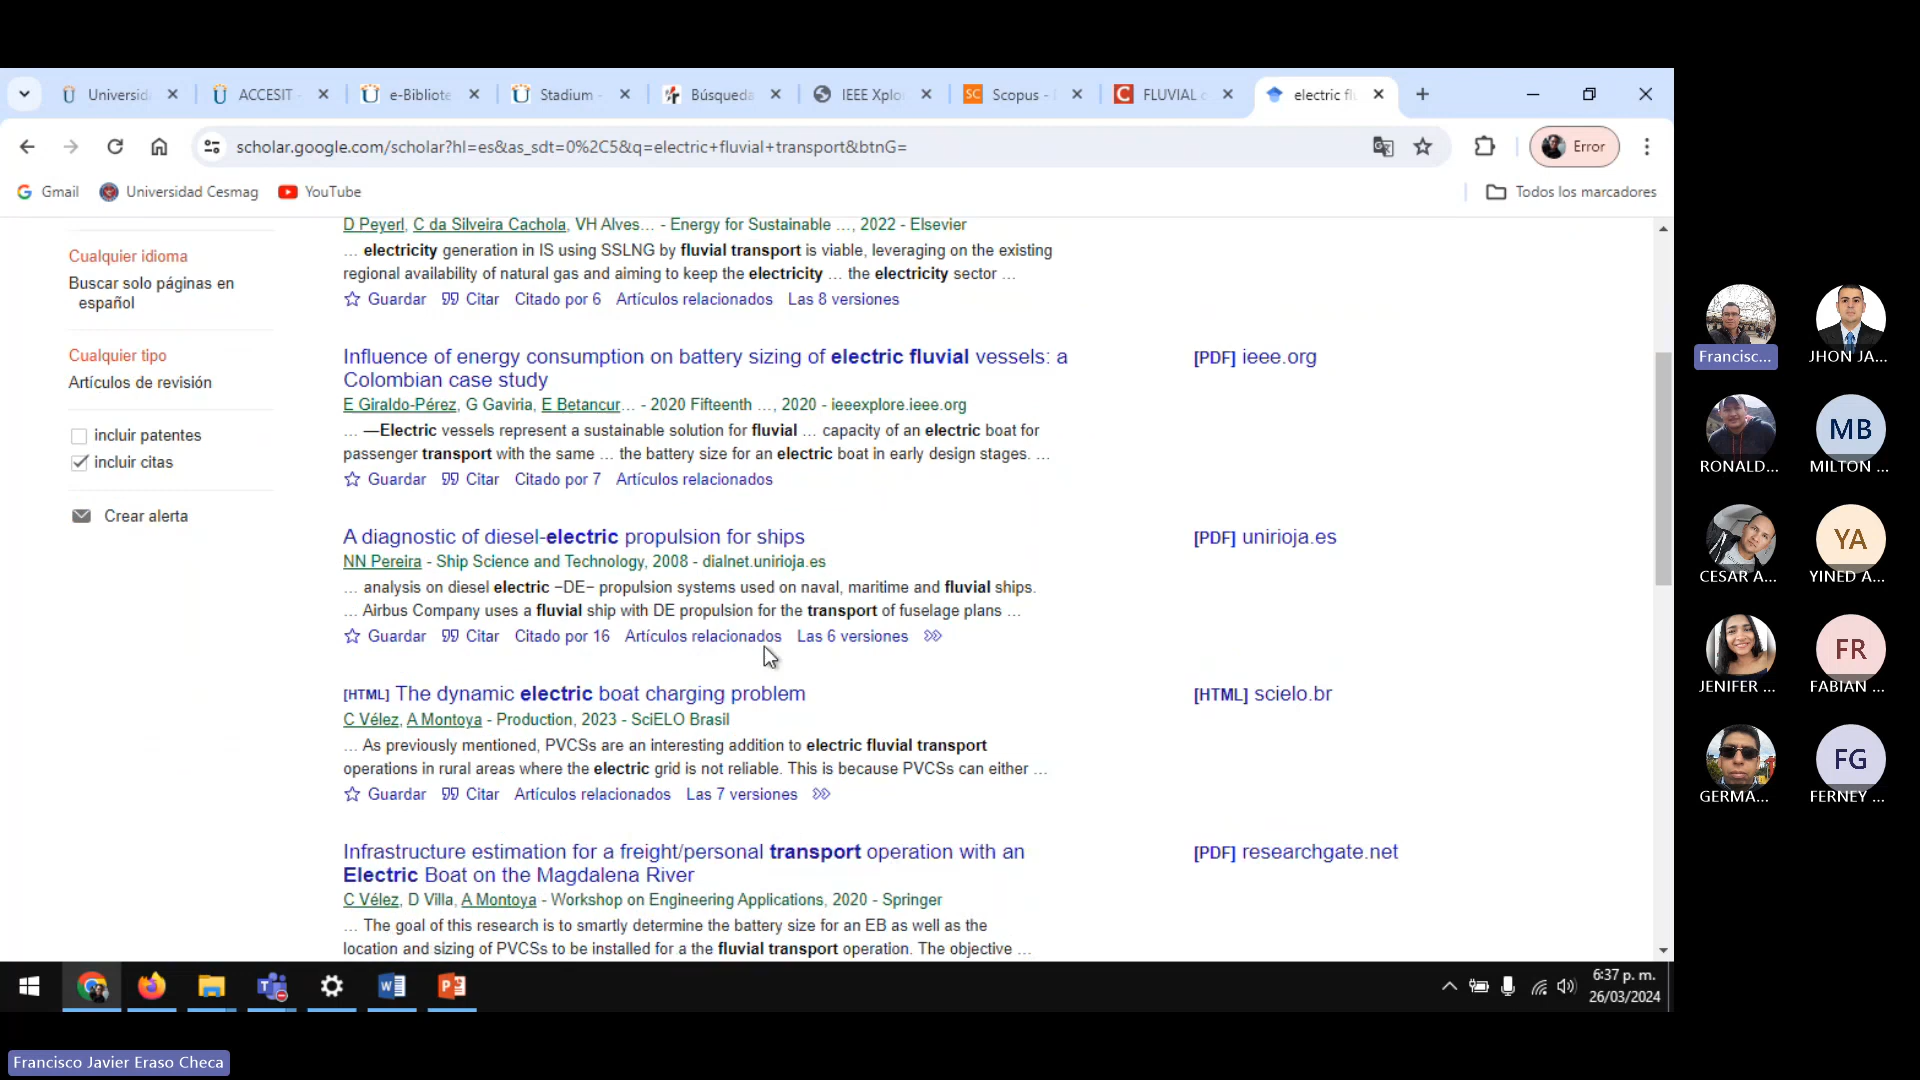 Universid
ACCESIT -
e-Bibliote
Stadium -
Búsqueda
IEEE Xplo
SC Scopus -
FLUVIAL
electric flu
scholar.google.com/scholar?hl=es&as_sdt=0%2C5&q=electric+fluvial+transport&btnG=
Error
Gmail
Universidad Cesmag
YouTube
Todos los marcadores
Cualquier idioma
Buscar solo páginas en
español
Cualquier tipo
Artículos de revisión
incluir patentes
incluir citas
Crear alerta
D Peyerl, C da Silveira Cachola, VH Alves… - Energy for Sustainable …, 2022 - Elsevier
… electricity generation in IS using SSLNG by fluvial transport is viable, leveraging on the existing
regional availability of natural gas and aiming to keep the electricity … the electricity sector …
Guardar Citar Citado por 6 Artículos relacionados Las 8 versiones
Influence of energy consumption on battery sizing of electric fluvial vessels: a
Colombian case study
[PDF] ieee.org
E Giraldo-Pérez, G Gaviria, E Betancur… - 2020 Fifteenth …, 2020 - ieeexplore.ieee.org
… —Electric vessels represent a sustainable solution for fluvial … capacity of an electric boat for
passenger transport with the same … the battery size for an electric boat in early design stages. …
Guardar Citar Citado por 7 Artículos relacionados
A diagnostic of diesel-electric propulsion for ships
[PDF] unirioja.es
NN Pereira - Ship Science and Technology, 2008 - dialnet.unirioja.es
… analysis on diesel electric −DE− propulsion systems used on naval, maritime and fluvial ships.
… Airbus Company uses a fluvial ship with DE propulsion for the transport of fuselage plans …
Guardar Citar Citado por 16 Artículos relacionados Las 6 versiones
[HTML] The dynamic electric boat charging problem
[HTML] scielo.br
C Vélez, A Montoya - Production, 2023 - SciELO Brasil
… As previously mentioned, PVCSs are an interesting addition to electric fluvial transport
operations in rural areas where the electric grid is not reliable. This is because PVCSs can either …
Guardar Citar Artículos relacionados Las 7 versiones
Infrastructure estimation for a freight/personal transport operation with an
Electric Boat on the Magdalena River
[PDF] researchgate.net
C Vélez, D Villa, A Montoya - Workshop on Engineering Applications, 2020 - Springer
… The goal of this research is to smartly determine the battery size for an EB as well as the
location and sizing of PVCSs to be installed for a the fluvial transport operation. The objective …
6:37 p. m.
26/03/2024
Francisc...
JHON JA...
RONALD...
MB
MILTON ...
CESAR A...
YA
YINED A...
JENIFER ...
FR
FABIAN ...
GERMA...
FG
FERNEY ...
Francisco Javier Eraso Checa